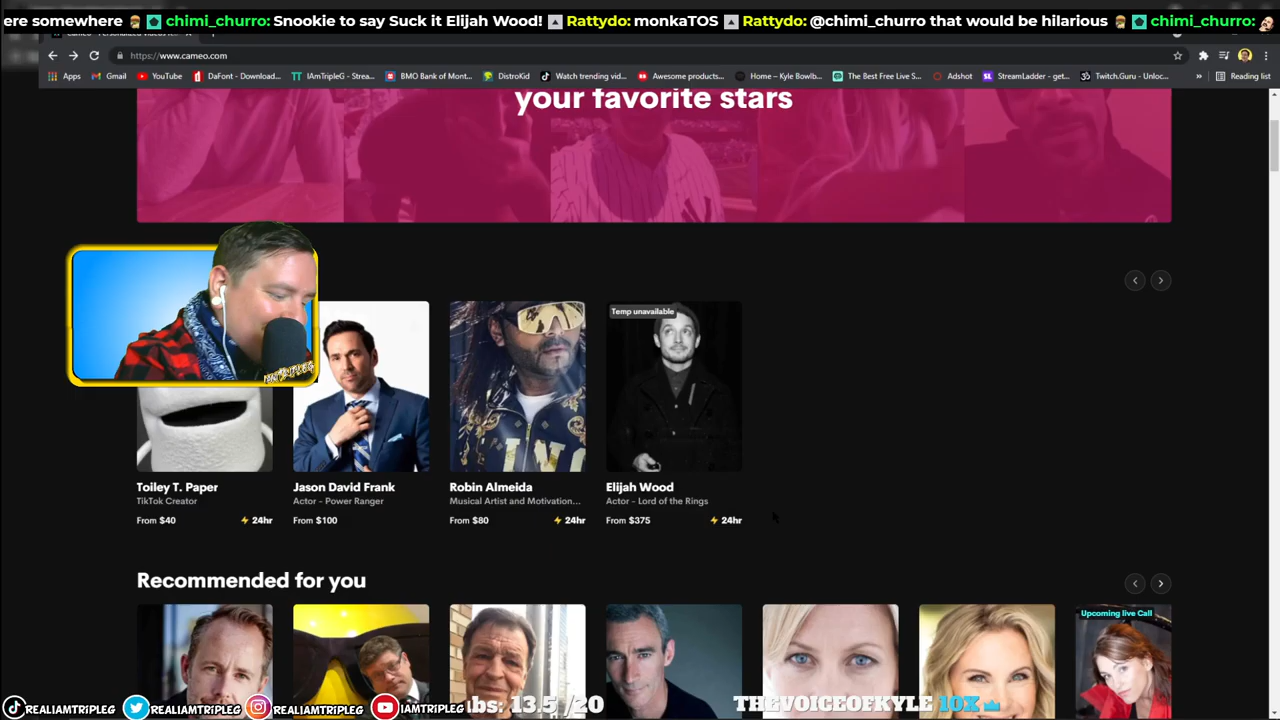 ere somewhere chimi_churro: Snookie to say Suck it Elijah Wood! Rattydo: monkaTOS Rattydo: @chimi_churro that would be hilarious chimi_churro:
https://www.cameo.com
Apps Gmail YouTube DaFont - Download... IAmTripleG - Strea... BMO Bank of Mont... DistroKid Watch trending vid... Awesome products... Home – Kyle Bowlb... The Best Free Live S... Adshot StreamLadder - get... Twitch.Guru - Unloc... » Reading list
your favorite stars
Temp unavailable
Toiley T. Paper
TikTok Creator
From $40 24hr
Jason David Frank
Actor - Power Ranger
From $100
Robin Almeida
Musical Artist and Motivation...
From $80 24hr
Elijah Wood
Actor - Lord of the Rings
From $375 24hr
Recommended for you
Upcoming live Call
REALIAMTRIPLEG REALIAMTRIPLEG REALIAMTRIPLEG IAMTRIPLEG bs: 13.5 /20 THEVOICEOFKYLE 10X